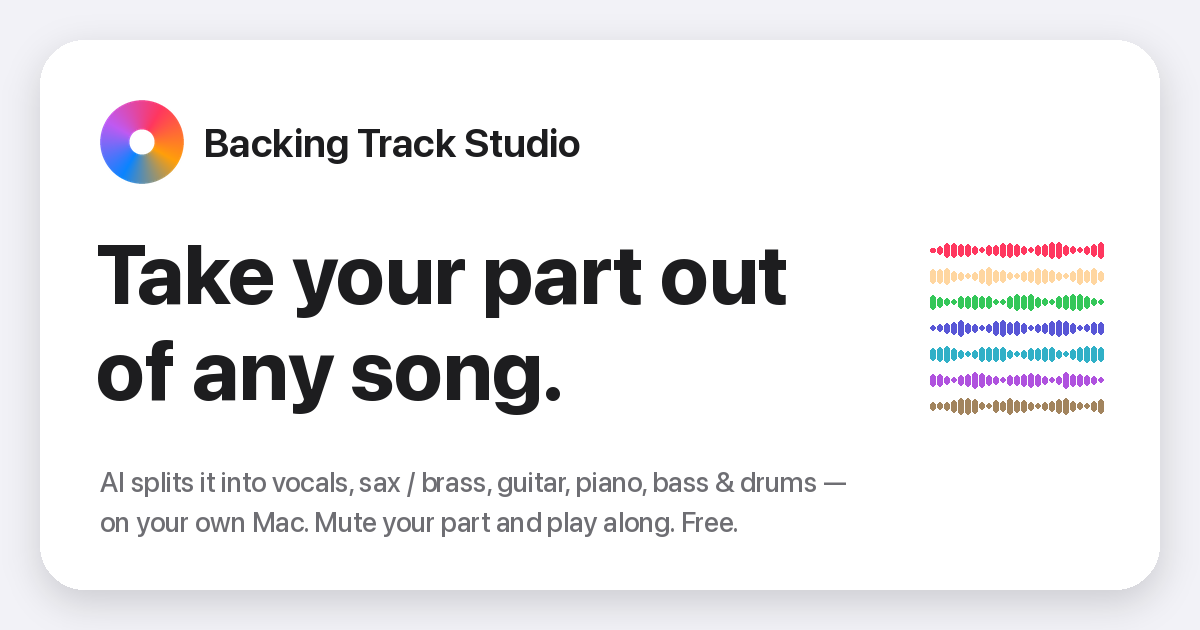 Backing Track Studio
Take your part out
of any song.
AI splits it into vocals, sax / brass, guitar, piano, bass & drums —
on your own Mac. Mute your part and play along. Free.